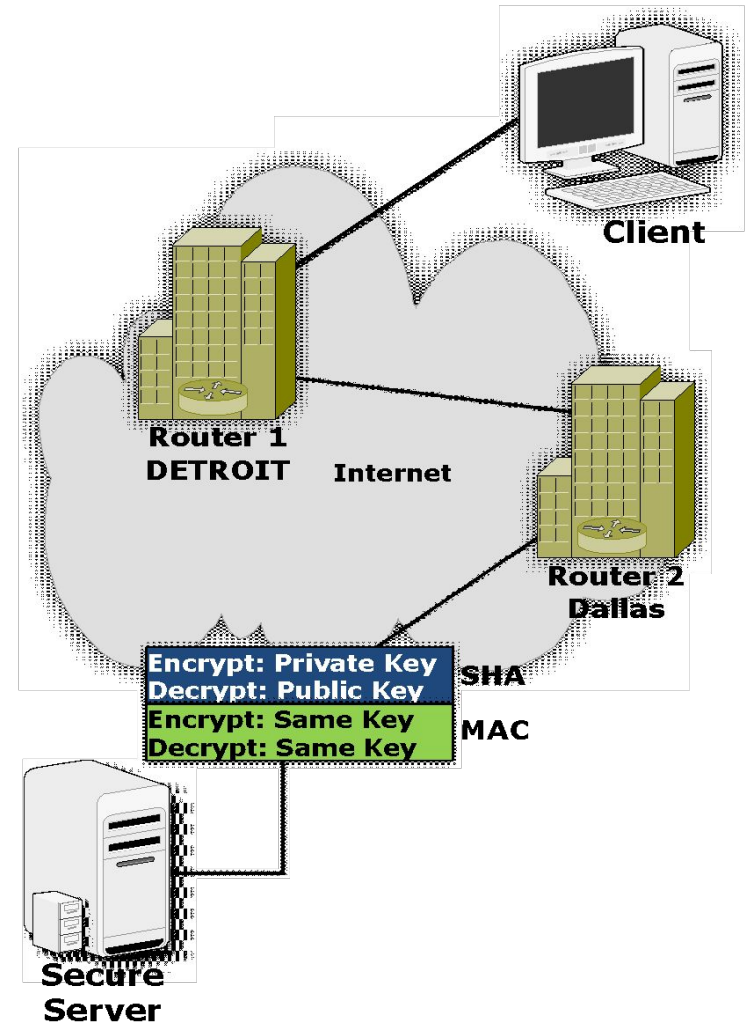 Client
Router 1
DETROIT
Internet
Router 2
Dallas
Encrypt: Private Key
Decrypt: Public Key
SHA
Encrypt: Same Key
Decrypt: Same Key
MAC
Secure
Server